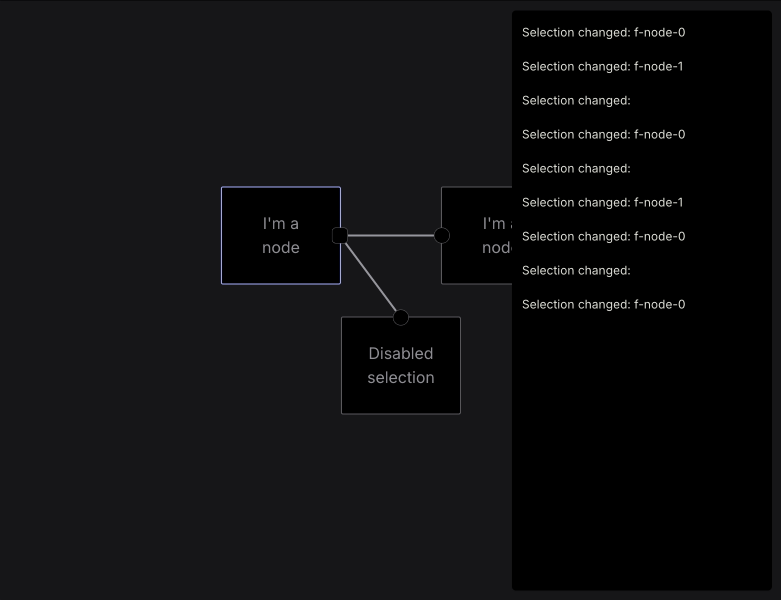 I'm a
node
I'm
Disabled
selection
Selection changed: f-node-0
Selection changed: f-node-1
Selection changed:
Selection changed: f-node-0
Selection changed:
Selection changed: f-node-1
Selection changed: f-node-0
Selection changed:
Selection changed: f-node-0